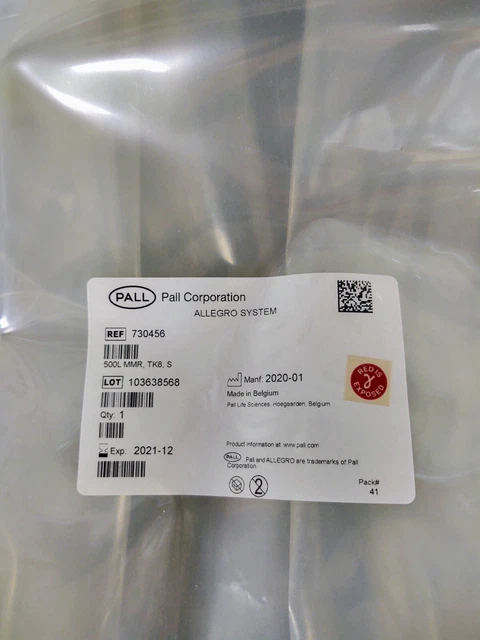 PALL Pall Corporation
ALLEGRO SYSTEM
REF 730456
500L MMR, TK8, S
LOT 103638568
Manf: 2020-01
Made in Belgium
Pall Life Sciences, Hoegaarden, Belgium
Qty: 1
Exp: 2021-12
RED IS
γ
EXPOSED
Product information at: www.pall.com
PALL Pall and ALLEGRO are trademarks of Pall
Corporation
2
Pack#
41